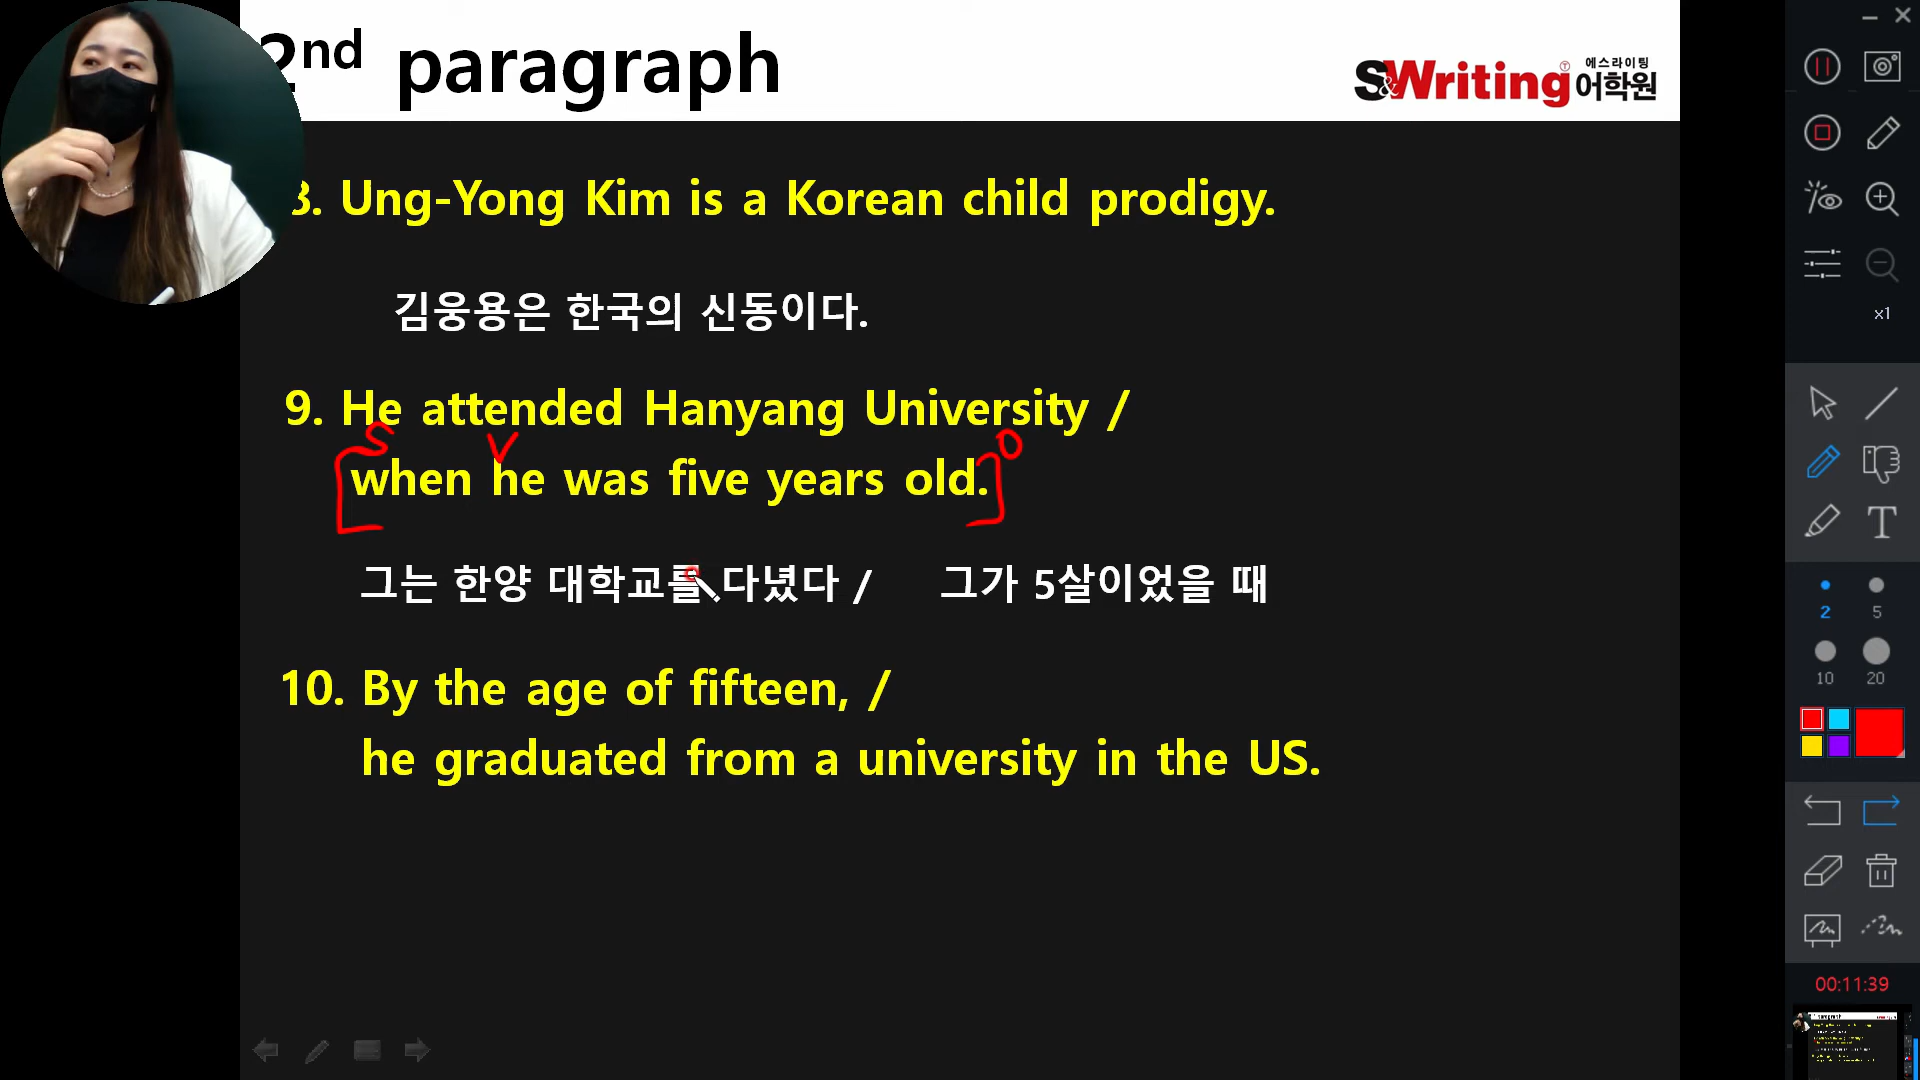 2nd paragraph
S&Writing 에스라이팅 어학원
8. Ung-Yong Kim is a Korean child prodigy.
김웅용은 한국의 신동이다.
9. He attended Hanyang University /
S V O
when he was five years old.
그는 한양 대학교를 다녔다 / 그가 5살이었을 때
10. By the age of fifteen, /
he graduated from a university in the US.
x1
T
2 5
10 20
00:11:39